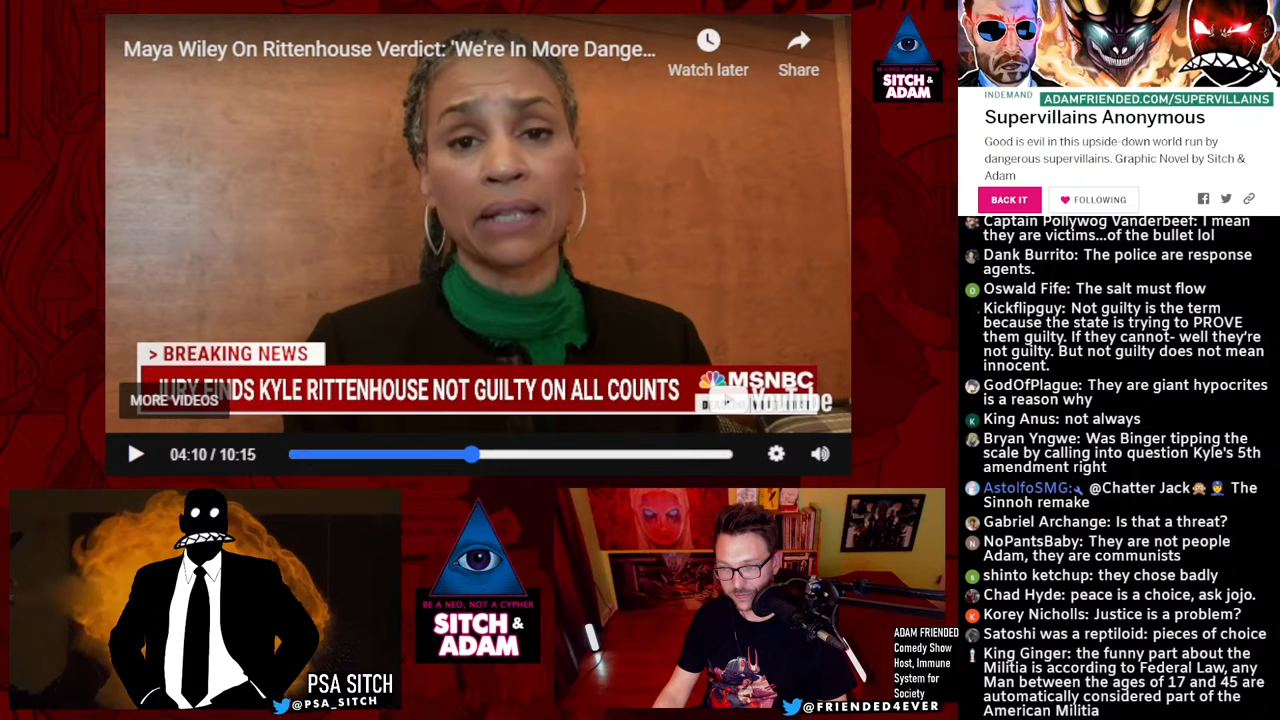 Maya Wiley On Rittenhouse Verdict: 'We're In More Dange...
Watch later
Share
BE A NEO, NOT A CYPHER
SITCH &
ADAM
> BREAKING NEWS
JURY FINDS KYLE RITTENHOUSE NOT GUILTY ON ALL COUNTS
MSNBC
MORE VIDEOS
YouTube
04:10 / 10:15
PSA SITCH
@PSA_SITCH
BE A NEO, NOT A CYPHER
SITCH &
ADAM
ADAM FRIENDED
Comedy Show
Host, Immune
System for
Society
@FRIENDED4EVER
INDEMAND
ADAMFRIENDED.COM/SUPERVILLAINS
Supervillains Anonymous
Good is evil in this upside-down world run by
dangerous supervillains. Graphic Novel by Sitch &
Adam
BACK IT
FOLLOWING
Captain Pollywog Vanderbeef: I mean
they are victims...of the bullet lol
Dank Burrito: The police are response
agents.
Oswald Fife: The salt must flow
Kickflipguy: Not guilty is the term
because the state is trying to PROVE
them guilty. If they cannot- well they're
not guilty. But not guilty does not mean
innocent.
GodOfPlague: They are giant hypocrites
is a reason why
King Anus: not always
Bryan Yngwe: Was Binger tipping the
scale by calling into question Kyle's 5th
amendment right
AstolfoSMG: @Chatter Jack The
Sinnoh remake
Gabriel Archange: Is that a threat?
NoPantsBaby: They are not people
Adam, they are communists
shinto ketchup: they chose badly
Chad Hyde: peace is a choice, ask jojo.
Korey Nicholls: Justice is a problem?
Satoshi was a reptiloid: pieces of choice
King Ginger: the funny part about the
Militia is according to Federal Law, any
Man between the ages of 17 and 45 are
automatically considered part of the
American Militia